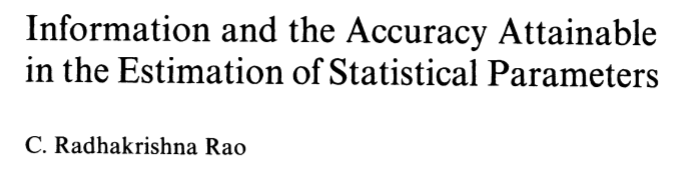 Information and the Accuracy Attainable
in the Estimation of Statistical Parameters
C. Radhakrishna Rao